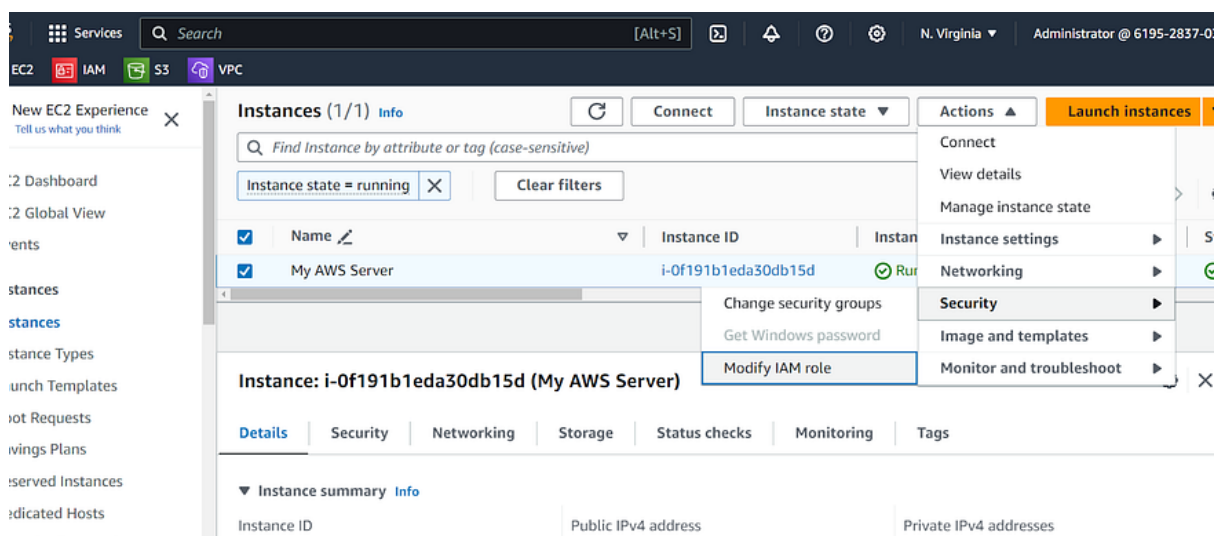 Services Search [Alt+S] N. Virginia Administrator @ 6195-2837-0
EC2 IAM S3 VPC
New EC2 Experience
Tell us what you think
Instances (1/1) Info Connect Instance state Actions Launch instances
Find Instance by attribute or tag (case-sensitive)
Instance state = running Clear filters
Connect
View details
Manage instance state
Instance settings
Networking
Security
Image and templates
Monitor and troubleshoot
Change security groups
Get Windows password
Modify IAM role
Name Instance ID Instan
My AWS Server i-0f191b1eda30db15d Rur
:2 Dashboard
:2 Global View
ents
stances
stances
stance Types
unch Templates
ot Requests
vings Plans
served Instances
dicated Hosts
Instance: i-0f191b1eda30db15d (My AWS Server)
Details Security Networking Storage Status checks Monitoring Tags
Instance summary Info
Instance ID Public IPv4 address Private IPv4 addresses